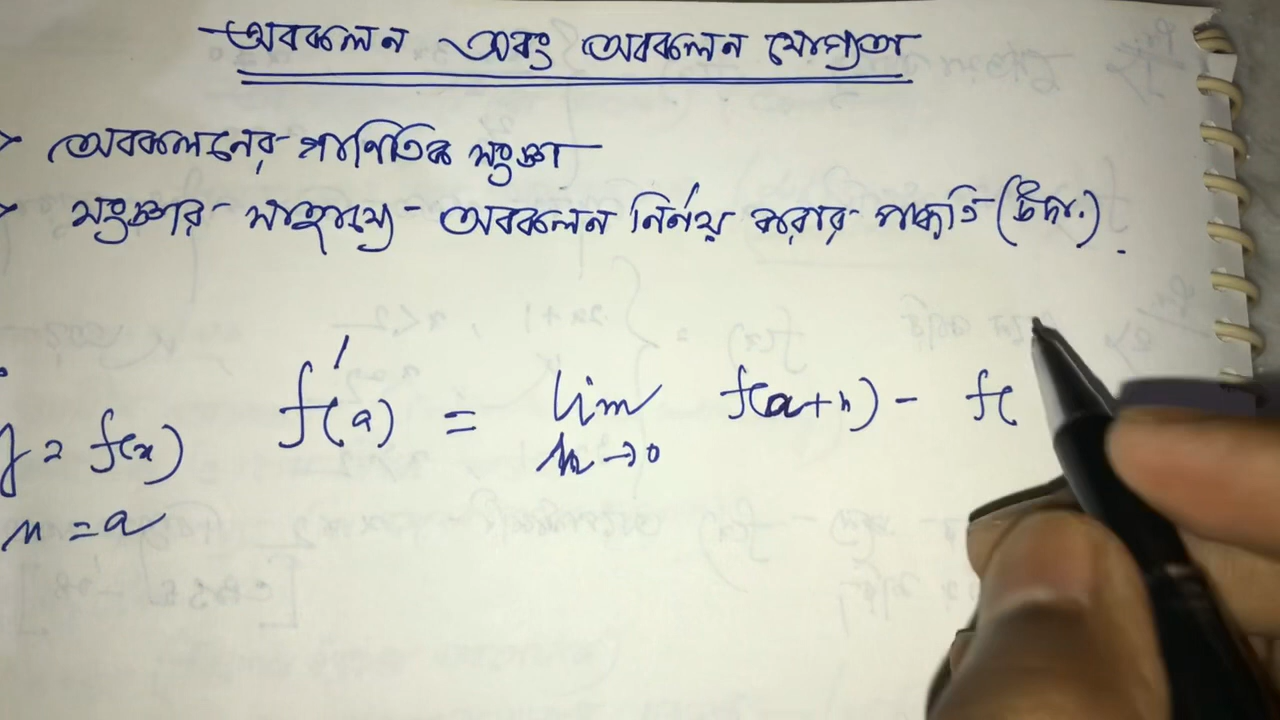 অবকলন এবং অবকলন যোগ্যতা
> অবকলনের গাণিতিক সংজ্ঞা
> সংজ্ঞার সাহায্যে অবকলন নির্ণয় করার পদ্ধতি (উদা.)
f'(a) = lim f(a+h) - f(
h→0
y = f(x)
x = a